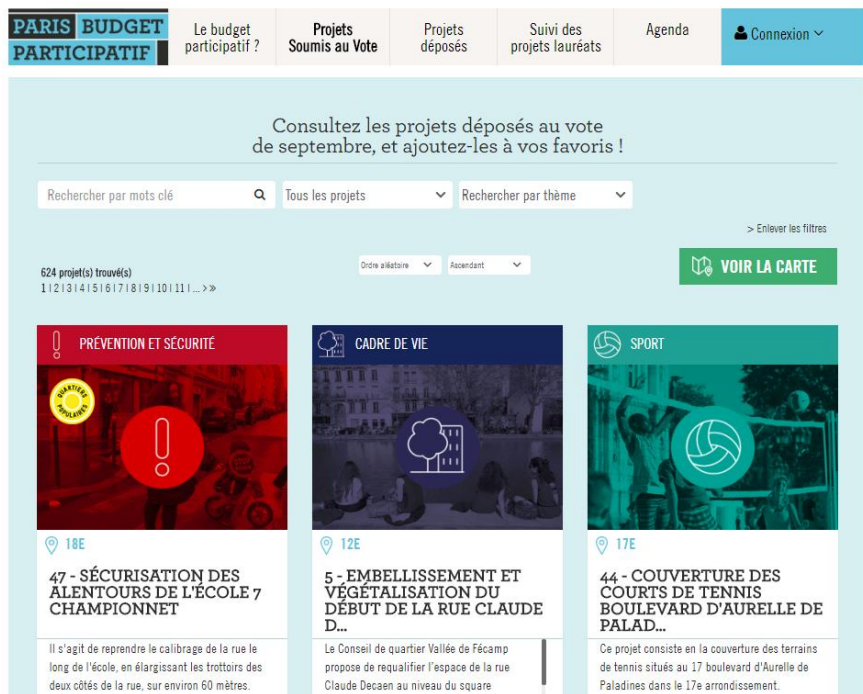 PARIS BUDGET
PARTICIPATIF
Le budget
participatif ?
Projets
Soumis au Vote
Projets
déposés
Suivi des
projets lauréats
Agenda
Connexion
Consultez les projets déposés au vote
de septembre, et ajoutez-les à vos favoris !
Rechercher par mots clé
Tous les projets
Rechercher par thème
> Enlever les filtres
624 projet(s) trouvé(s)
Ordre aléatoire
Ascendant
VOIR LA CARTE
1 | 2 | 3 | 4 | 5 | 6 | 7 | 8 | 9 | 10 | 11 | ... > »
PRÉVENTION ET SÉCURITÉ
QUARTIERS
POPULAIRES
18E
47 - SÉCURISATION DES
ALENTOURS DE L'ÉCOLE 7
CHAMPIONNET
Il s'agit de reprendre le calibrage de la rue le
long de l'école, en élargissant les trottoirs des
deux côtés de la rue, sur environ 60 mètres.
CADRE DE VIE
12E
5 - EMBELLISSEMENT ET
VÉGÉTALISATION DU
DÉBUT DE LA RUE CLAUDE
D...
Le Conseil de quartier Vallée de Fécamp
propose de requalifier l'espace de la rue
Claude Decaen au niveau du square
SPORT
17E
44 - COUVERTURE DES
COURTS DE TENNIS
BOULEVARD D'AURELLE DE
PALAD...
Ce projet consiste en la couverture des terrains
de tennis situés au 17 boulevard d'Aurelle de
Paladines dans le 17e arrondissement.